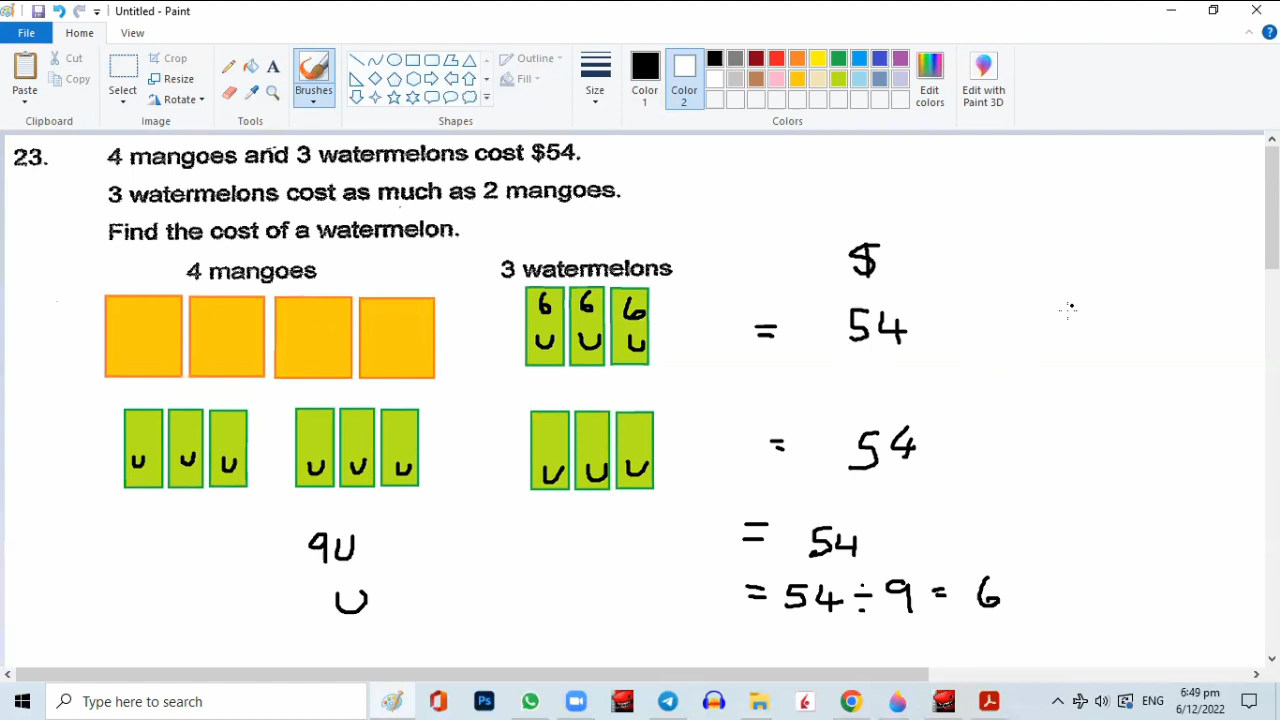 Untitled - Paint
File Home View
Paste
Cut
Copy
Clipboard
Select
Crop
Resize
Rotate
Image
A
Tools
Brushes
Outline
Fill
Shapes
Size
Color 1
Color 2
Colors
Edit colors
Edit with Paint 3D
23. 4 mangoes and 3 watermelons cost $54.
3 watermelons cost as much as 2 mangoes.
Find the cost of a watermelon.
4 mangoes 3 watermelons
$
6 6 6
U U U = 54
U U U U U U U U U = 54
9U = 54
U = 54 ÷ 9 = 6
Type here to search
ENG
6:49 pm
6/12/2022